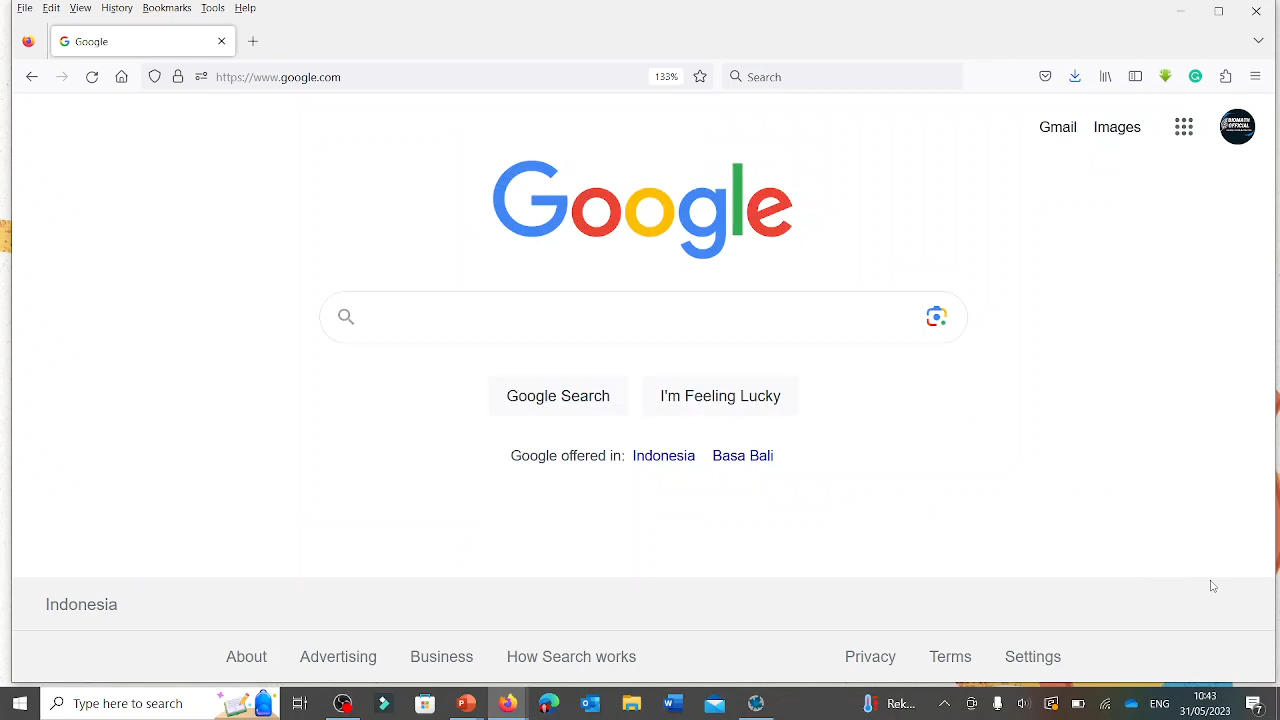 File Edit View History Bookmarks Tools Help
Google
https://www.google.com 133% Search
Gmail Images
BIOMATH OFFICIAL
Google
Google Search I'm Feeling Lucky
Google offered in: Indonesia Basa Bali
Indonesia
About Advertising Business How Search works Privacy Terms Settings
Type here to search Rek... ENG 10:43
31/05/2023